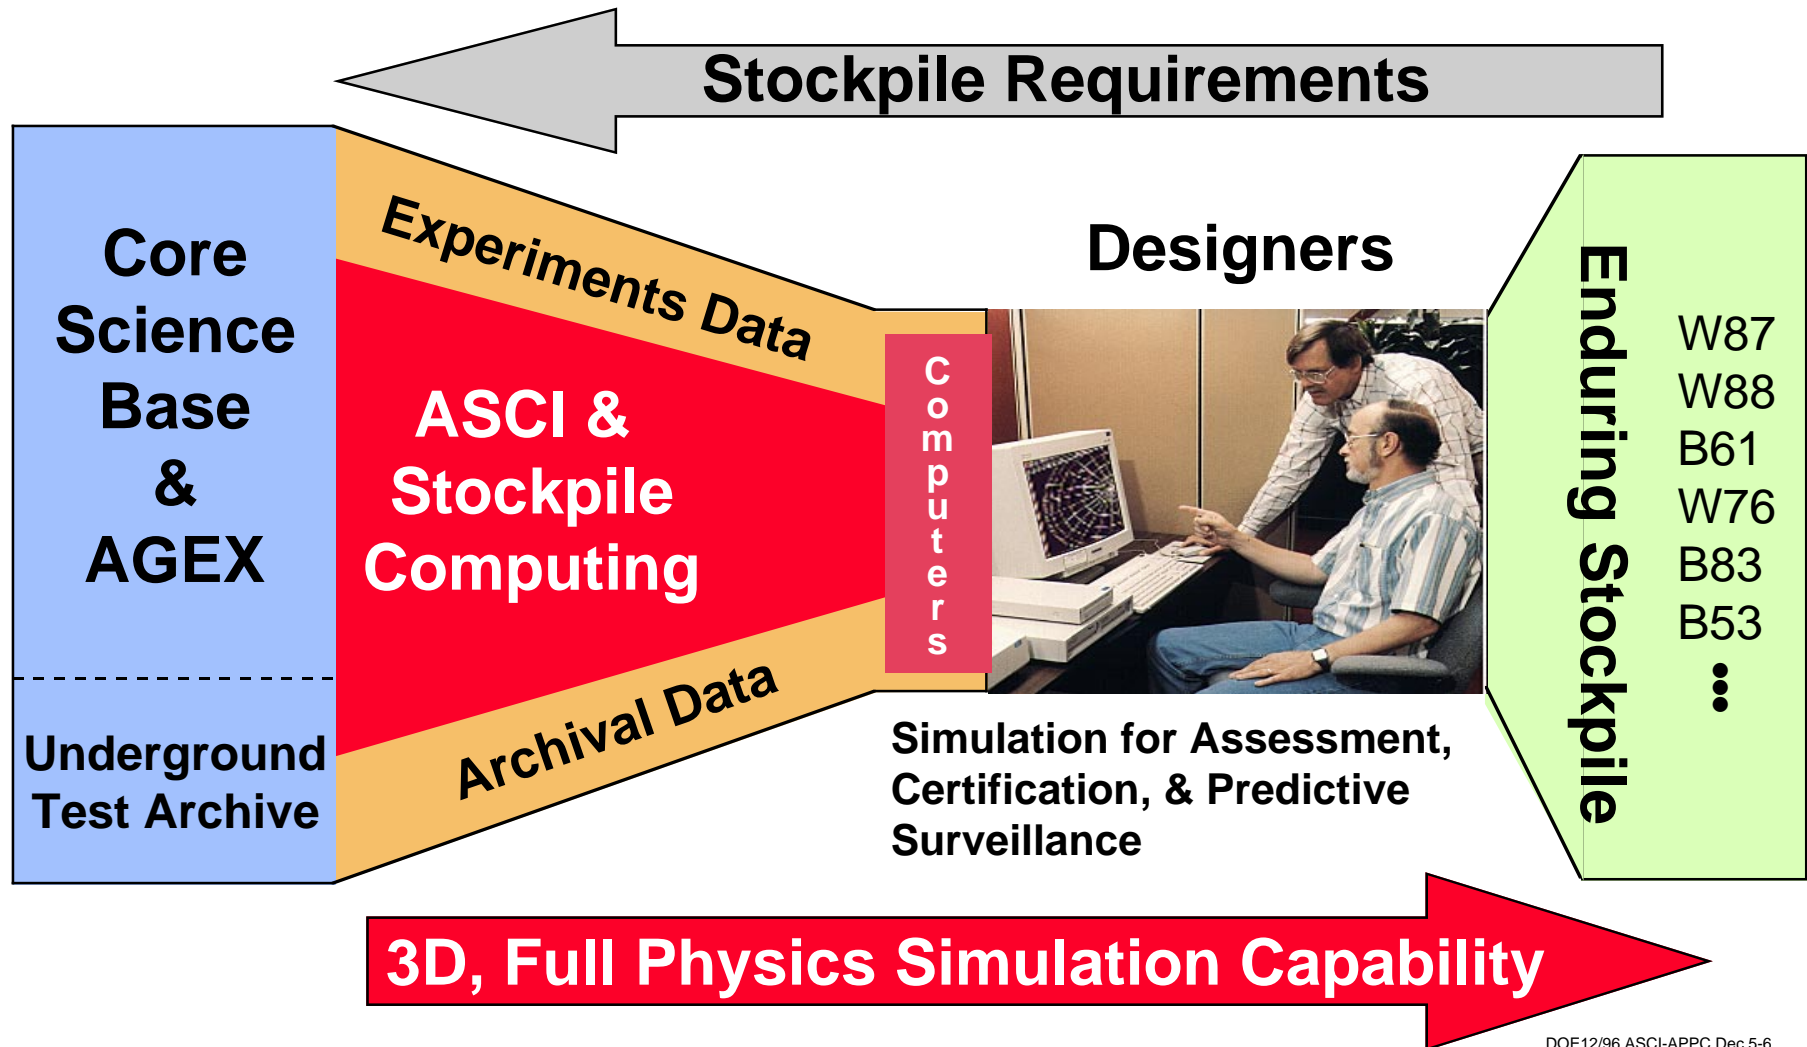 Stockpile Requirements
Core
Science
Base
&
AGEX
Underground
Test Archive
Experiments Data
ASCI &
Stockpile
Computing
Archival Data
Computers
Designers
Simulation for Assessment,
Certification, & Predictive
Surveillance
Enduring Stockpile
W87
W88
B61
W76
B83
B53
•••
3D, Full Physics Simulation Capability
DOE12/96 ASCI-APPC Dec 5-6